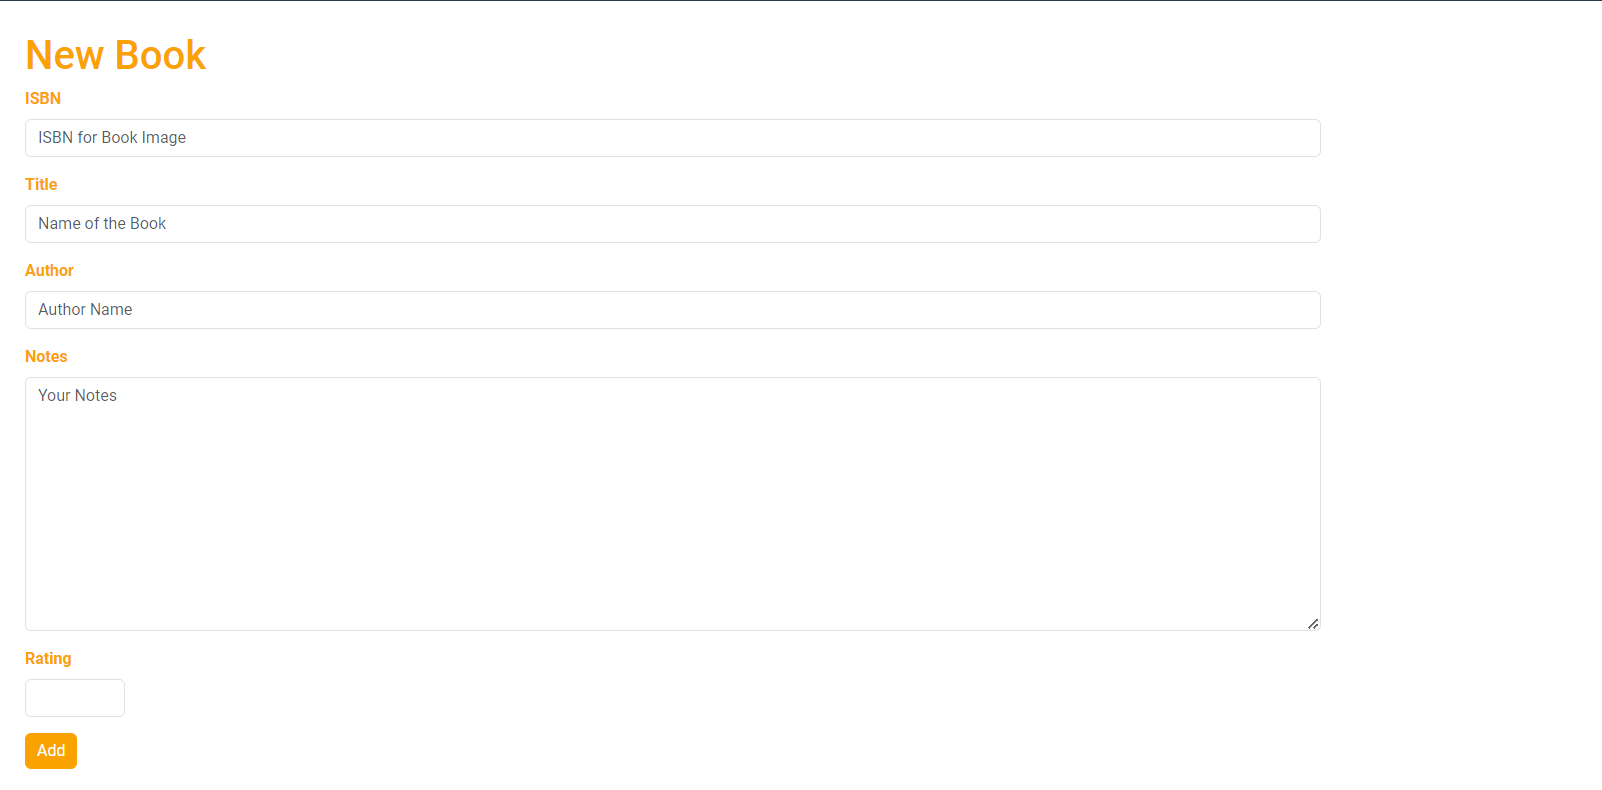 New Book
ISBN
ISBN for Book Image
Title
Name of the Book
Author
Author Name
Notes
Your Notes
Rating
Add